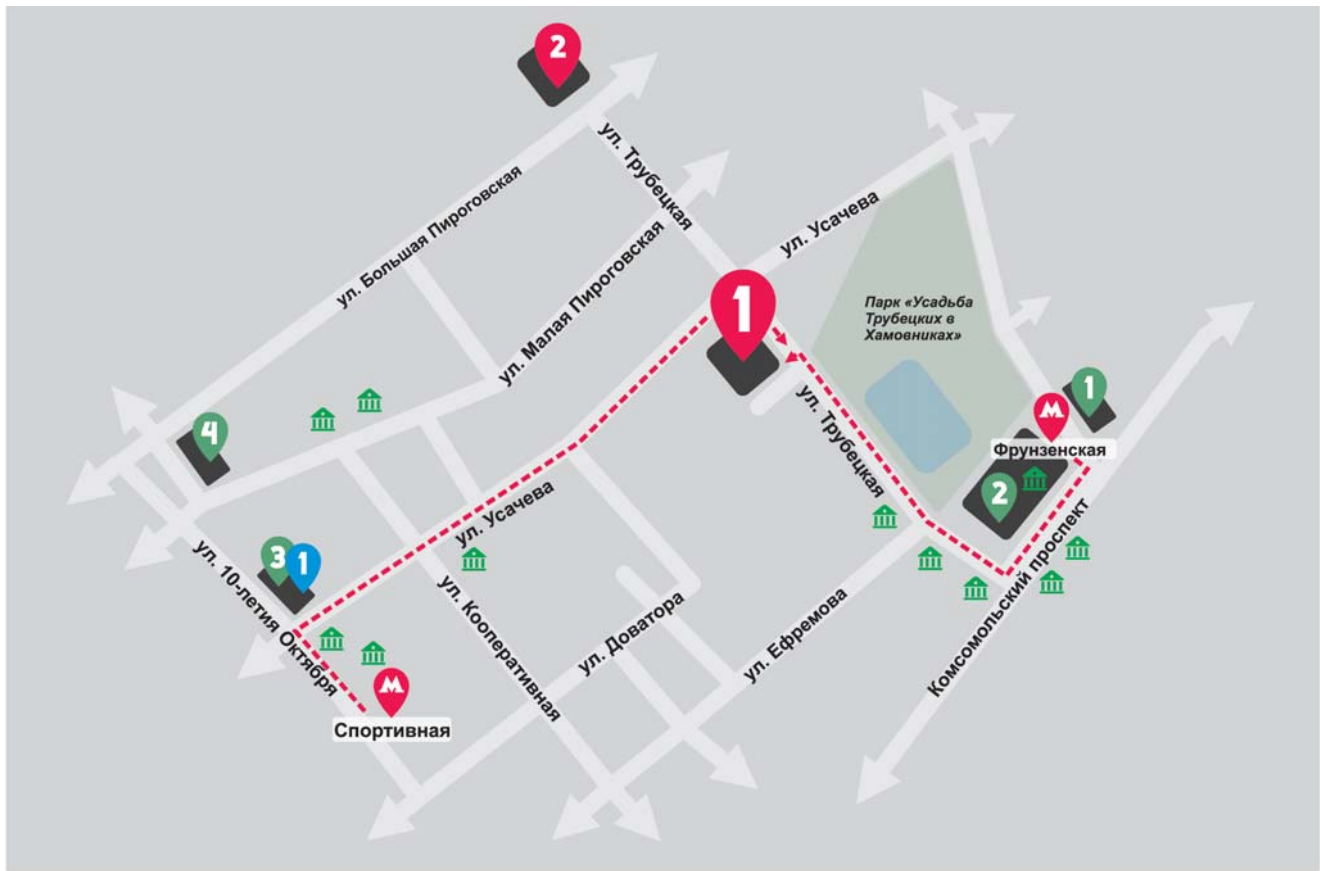 2
ул. Трубецкая
ул. Большая Пироговская
ул. Усачева
ул. Малая Пироговская
1
Парк «Усадьба
Трубецких в
Хамовниках»
1
М
Фрунзенская
4
ул. Трубецкая
2
ул. Усачева
3
1
ул. 10-летия Октября
ул. Кооперативная
ул. Доватора
ул. Ефремова
Комсомольский проспект
М
Спортивная